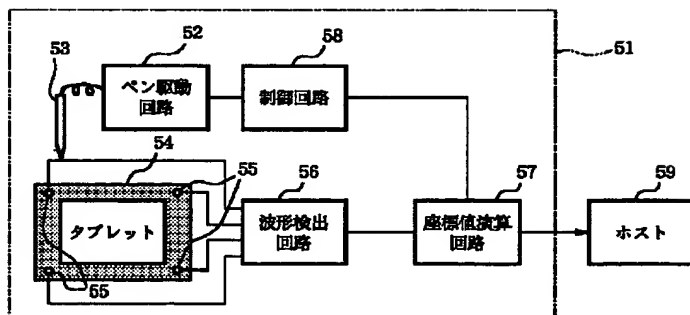 52
58
53
51
ペン駆動
回路
制御回路
54
55
56
57
59
タブレット
波形検出
回路
座標値演算
回路
ホスト
55